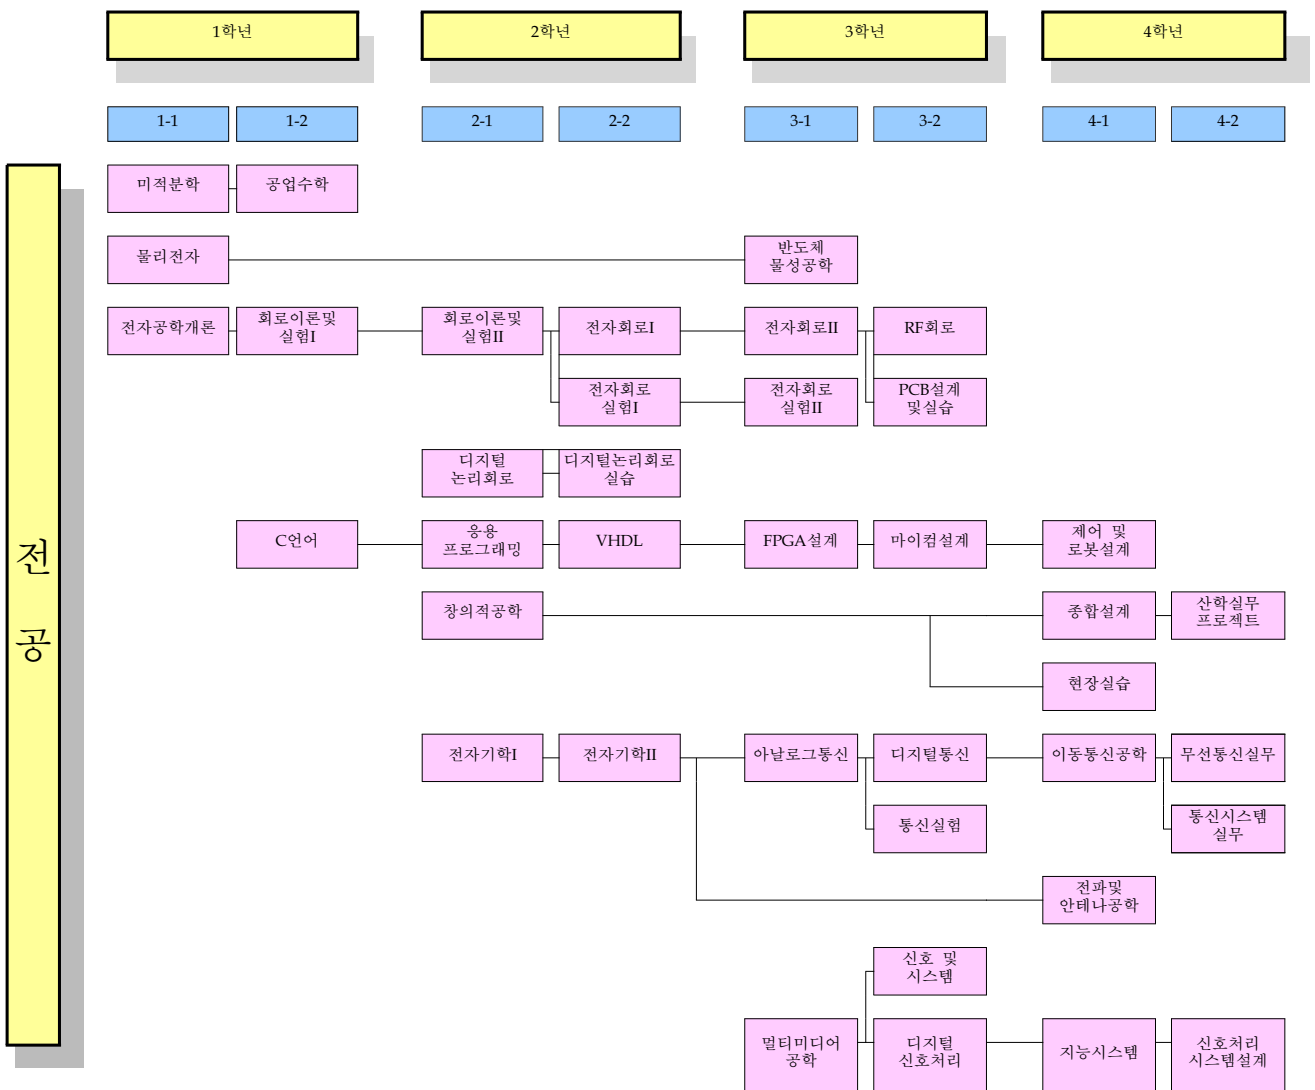 1학년
2학년
3학년
4학년
1-1
1-2
2-1
2-2
3-1
3-2
4-1
4-2
전
공
미적분학
공업수학
물리전자
반도체
물성공학
전자공학개론
회로이론및
실험I
회로이론및
실험II
전자회로I
전자회로II
RF회로
전자회로
실험I
전자회로
실험II
PCB설계
및실습
디지털
논리회로
디지털논리회로
실습
C언어
응용
프로그래밍
VHDL
FPGA설계
마이컴설계
제어 및
로봇설계
창의적공학
종합설계
산학실무
프로젝트
현장실습
전자기학I
전자기학II
아날로그통신
디지털통신
이동통신공학
무선통신실무
통신실험
통신시스템
실무
전파및
안테나공학
신호 및
시스템
멀티미디어
공학
디지털
신호처리
지능시스템
신호처리
시스템설계